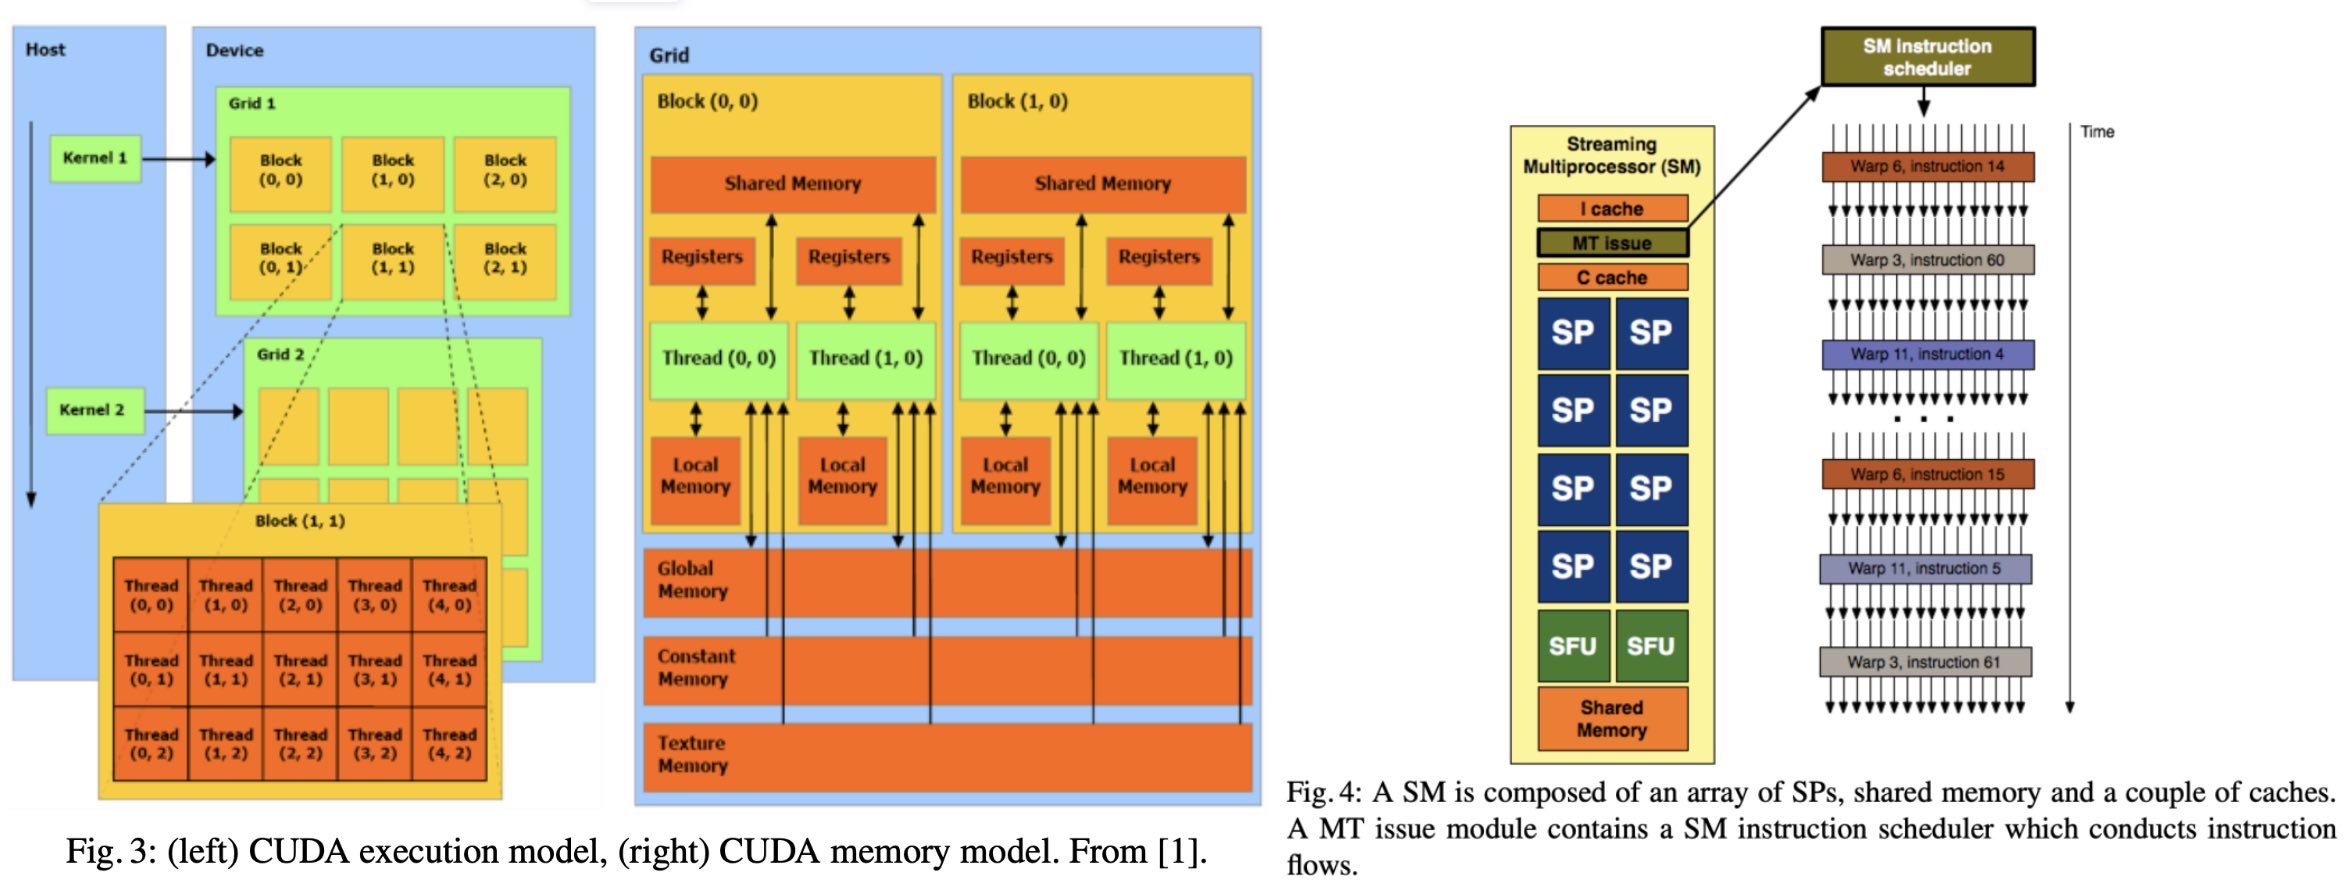 Host
Kernel 1
Kernel 2
Device
Grid 1
Block
(0, 0)
Block
(1, 0)
Block
(2, 0)
Block
(0, 1)
Block
(1, 1)
Block
(2, 1)
Grid 2
Block (1, 1)
Thread
(0, 0)
Thread
(1, 0)
Thread
(2, 0)
Thread
(3, 0)
Thread
(4, 0)
Thread
(0, 1)
Thread
(1, 1)
Thread
(2, 1)
Thread
(3, 1)
Thread
(4, 1)
Thread
(0, 2)
Thread
(1, 2)
Thread
(2, 2)
Thread
(3, 2)
Thread
(4, 2)
Grid
Block (0, 0)
Shared Memory
Registers
Registers
Thread (0, 0)
Thread (1, 0)
Local
Memory
Local
Memory
Block (1, 0)
Shared Memory
Registers
Registers
Thread (0, 0)
Thread (1, 0)
Local
Memory
Local
Memory
Global
Memory
Constant
Memory
Texture
Memory
Fig. 3: (left) CUDA execution model, (right) CUDA memory model. From [1].
Streaming
Multiprocessor (SM)
I cache
MT issue
C cache
SP SP
SP SP
SP SP
SP SP
SFU SFU
Shared
Memory
SM instruction
scheduler
Time
Warp 6, instruction 14
Warp 3, instruction 60
Warp 11, instruction 4
. . .
Warp 6, instruction 15
Warp 11, instruction 5
Warp 3, instruction 61
Fig. 4: A SM is composed of an array of SPs, shared memory and a couple of caches.
A MT issue module contains a SM instruction scheduler which conducts instruction
flows.